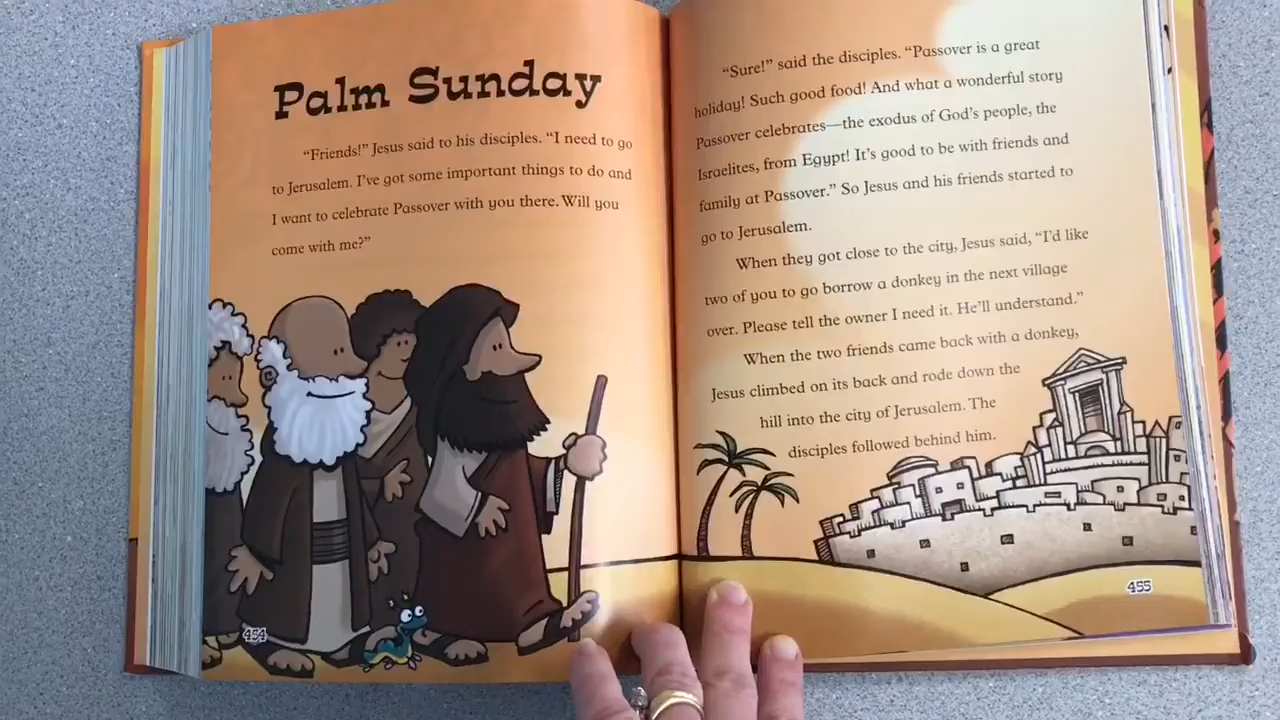 Palm Sunday
“Friends!” Jesus said to his disciples. “I need to go
to Jerusalem. I’ve got some important things to do and
I want to celebrate Passover with you there. Will you
come with me?”
454
“Sure!” said the disciples. “Passover is a great
holiday! Such good food! And what a wonderful story
Passover celebrates—the exodus of God’s people, the
Israelites, from Egypt! It’s good to be with friends and
family at Passover.” So Jesus and his friends started to
go to Jerusalem.
When they got close to the city, Jesus said, “I’d like
two of you to go borrow a donkey in the next village
over. Please tell the owner I need it. He’ll understand.”
When the two friends came back with a donkey,
Jesus climbed on its back and rode down the
hill into the city of Jerusalem. The
disciples followed behind him.
455